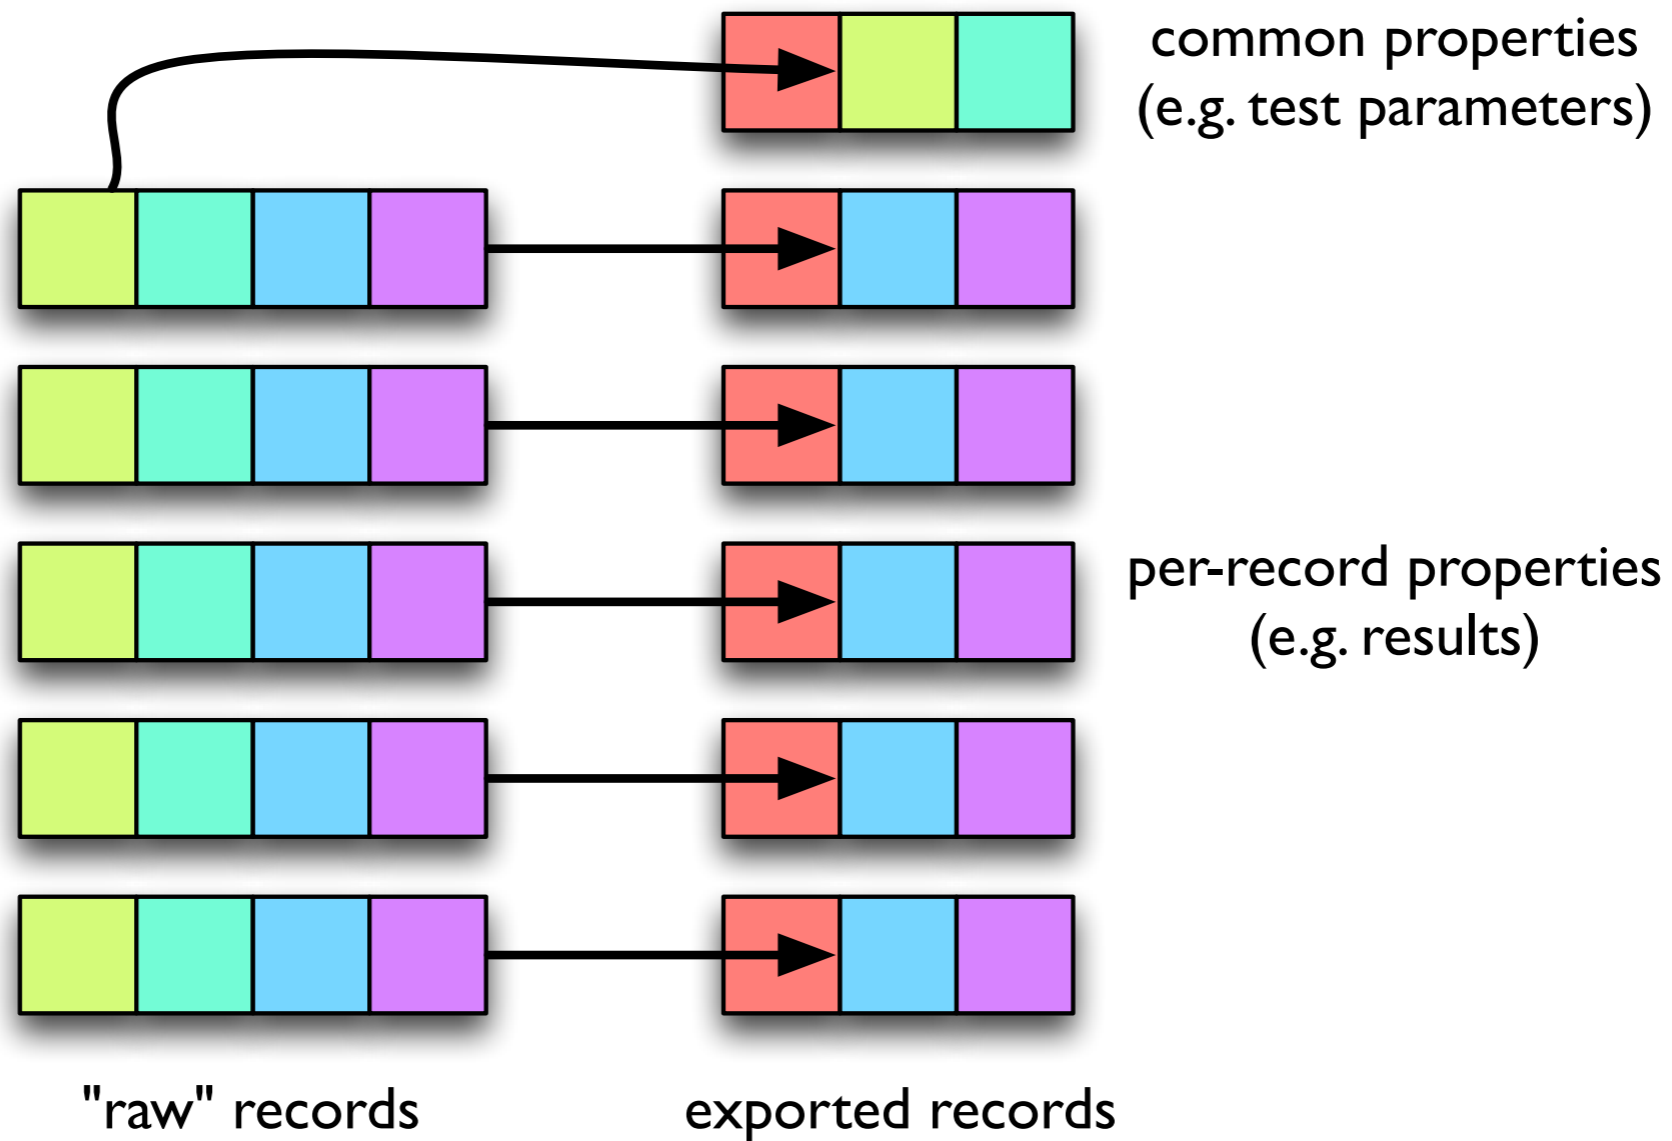 common properties
(e.g. test parameters)
per-record properties
(e.g. results)
"raw" records
exported records